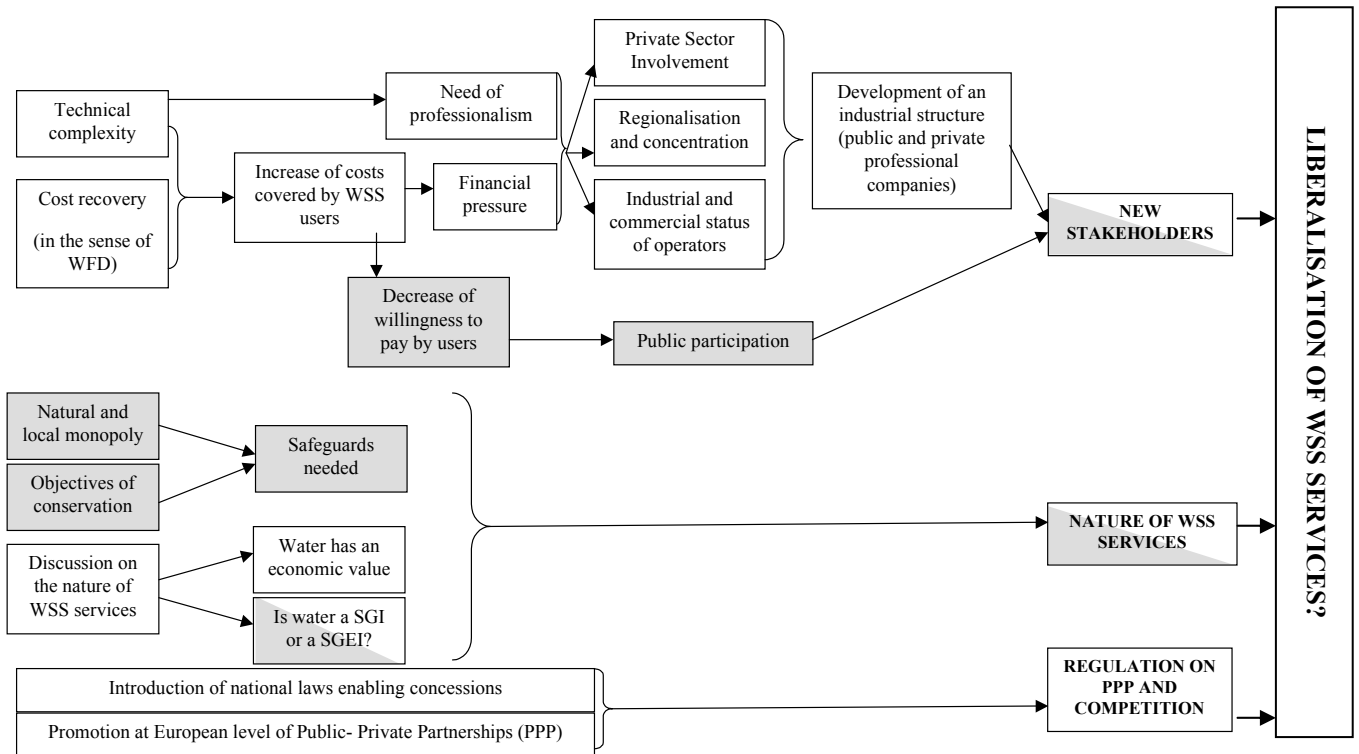 Technical
complexity
Cost recovery
(in the sense of
WFD)
Increase of costs
covered by WSS
users
Need of
professionalism
Financial
pressure
Private Sector
Involvement
Regionalisation
and concentration
Industrial and
commercial status
of operators
Development of an
industrial structure
(public and private
professional
companies)
Decrease of
willingness to
pay by users
Public participation
NEW
STAKEHOLDERS
Natural and
local monopoly
Objectives of
conservation
Safeguards
needed
Discussion on
the nature of
WSS services
Water has an
economic value
Is water a SGI
or a SGEI?
NATURE OF WSS
SERVICES
Introduction of national laws enabling concessions
Promotion at European level of Public- Private Partnerships (PPP)
REGULATION ON
PPP AND
COMPETITION
LIBERALISATION OF WSS SERVICES?